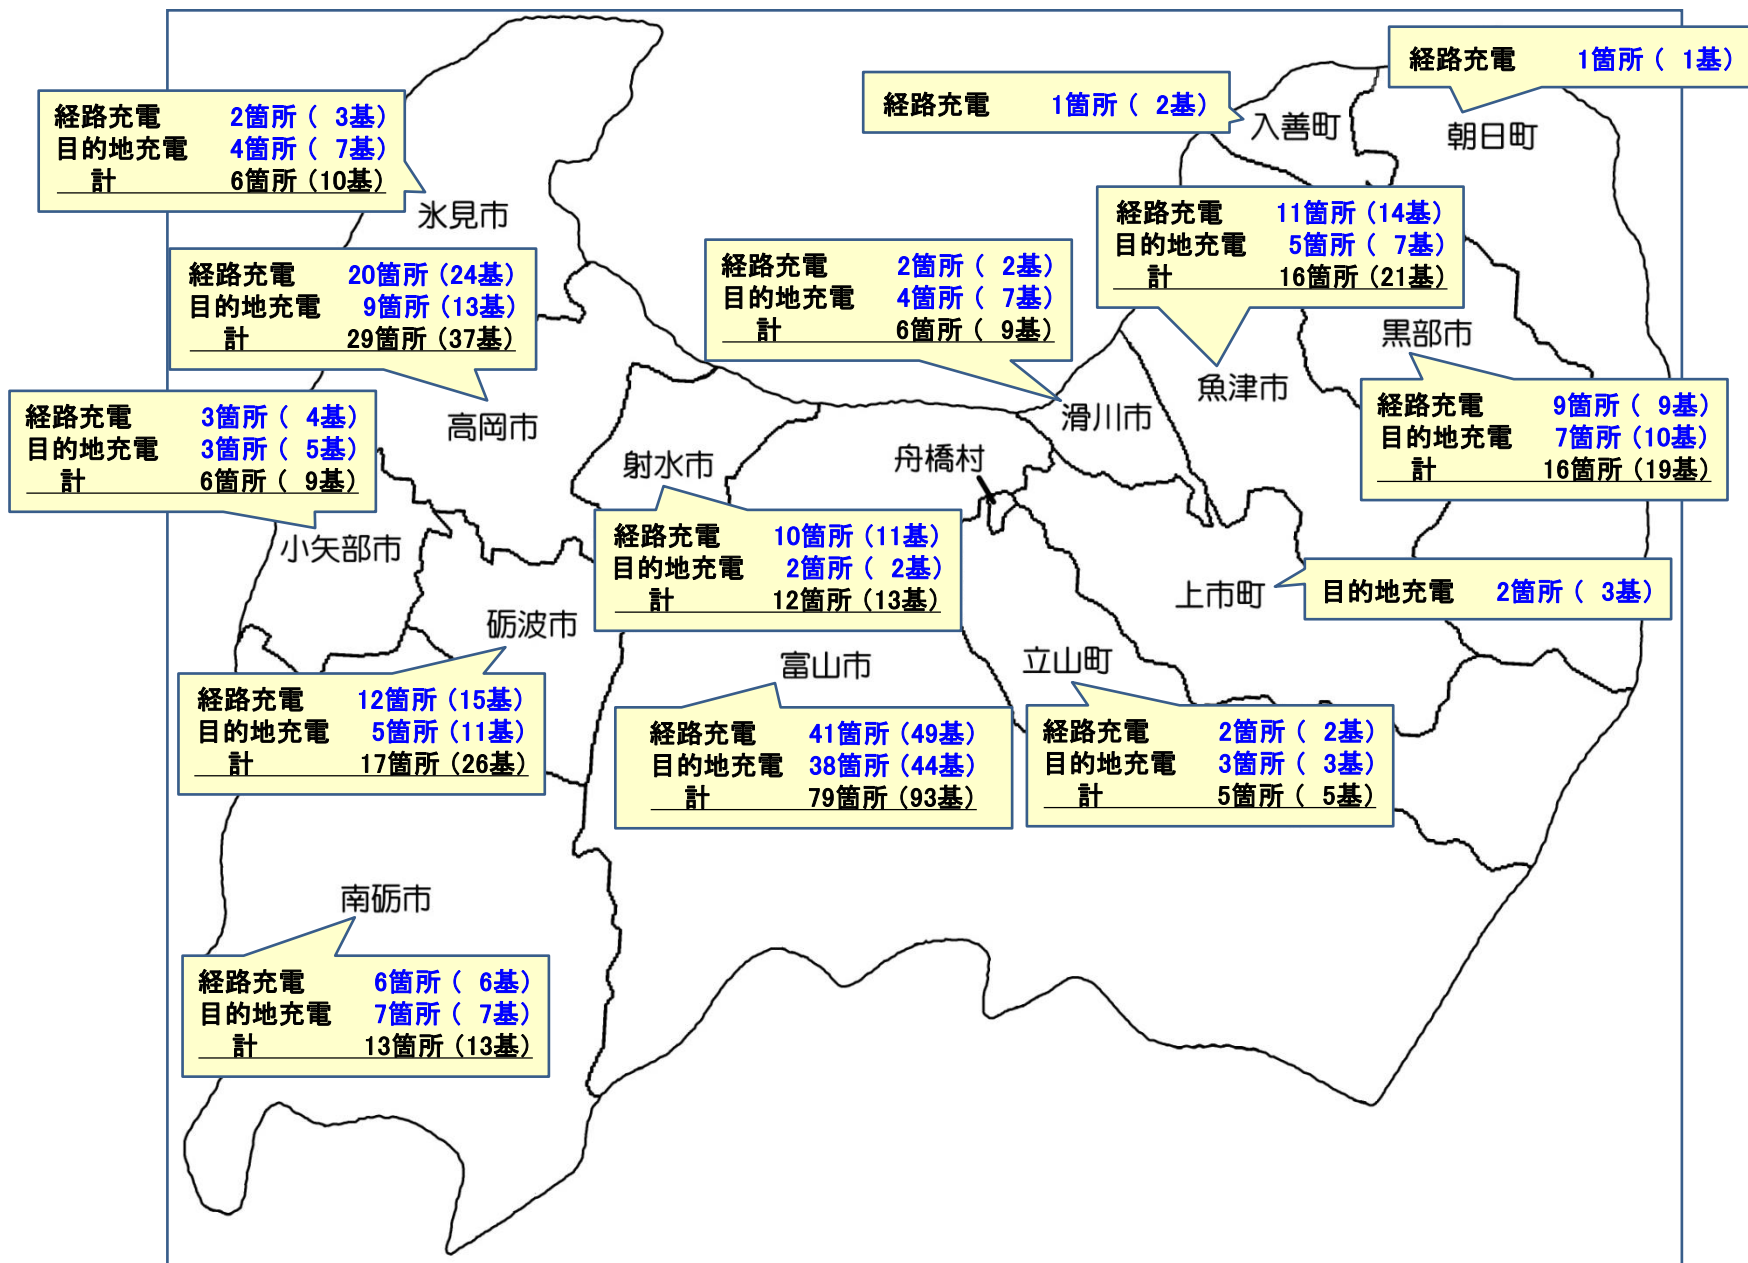 経路充電 1箇所 ( 1基)
経路充電 1箇所 ( 2基)
入善町
朝日町
経路充電 2箇所 ( 3基)
目的地充電 4箇所 ( 7基)
計 6箇所 (10基)
氷見市
経路充電 11箇所 (14基)
目的地充電 5箇所 ( 7基)
計 16箇所 (21基)
経路充電 20箇所 (24基)
目的地充電 9箇所 (13基)
計 29箇所 (37基)
経路充電 2箇所 ( 2基)
目的地充電 4箇所 ( 7基)
計 6箇所 ( 9基)
黒部市
魚津市
高岡市
滑川市
経路充電 3箇所 ( 4基)
目的地充電 3箇所 ( 5基)
計 6箇所 ( 9基)
経路充電 9箇所 ( 9基)
目的地充電 7箇所 (10基)
計 16箇所 (19基)
射水市
舟橋村
小矢部市
経路充電 10箇所 (11基)
目的地充電 2箇所 ( 2基)
計 12箇所 (13基)
上市町
目的地充電 2箇所 ( 3基)
砺波市
富山市
立山町
経路充電 12箇所 (15基)
目的地充電 5箇所 (11基)
計 17箇所 (26基)
経路充電 41箇所 (49基)
目的地充電 38箇所 (44基)
計 79箇所 (93基)
経路充電 2箇所 ( 2基)
目的地充電 3箇所 ( 3基)
計 5箇所 ( 5基)
南砺市
経路充電 6箇所 ( 6基)
目的地充電 7箇所 ( 7基)
計 13箇所 (13基)